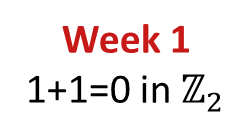 Week 1
1+1=0 in ℤ₂